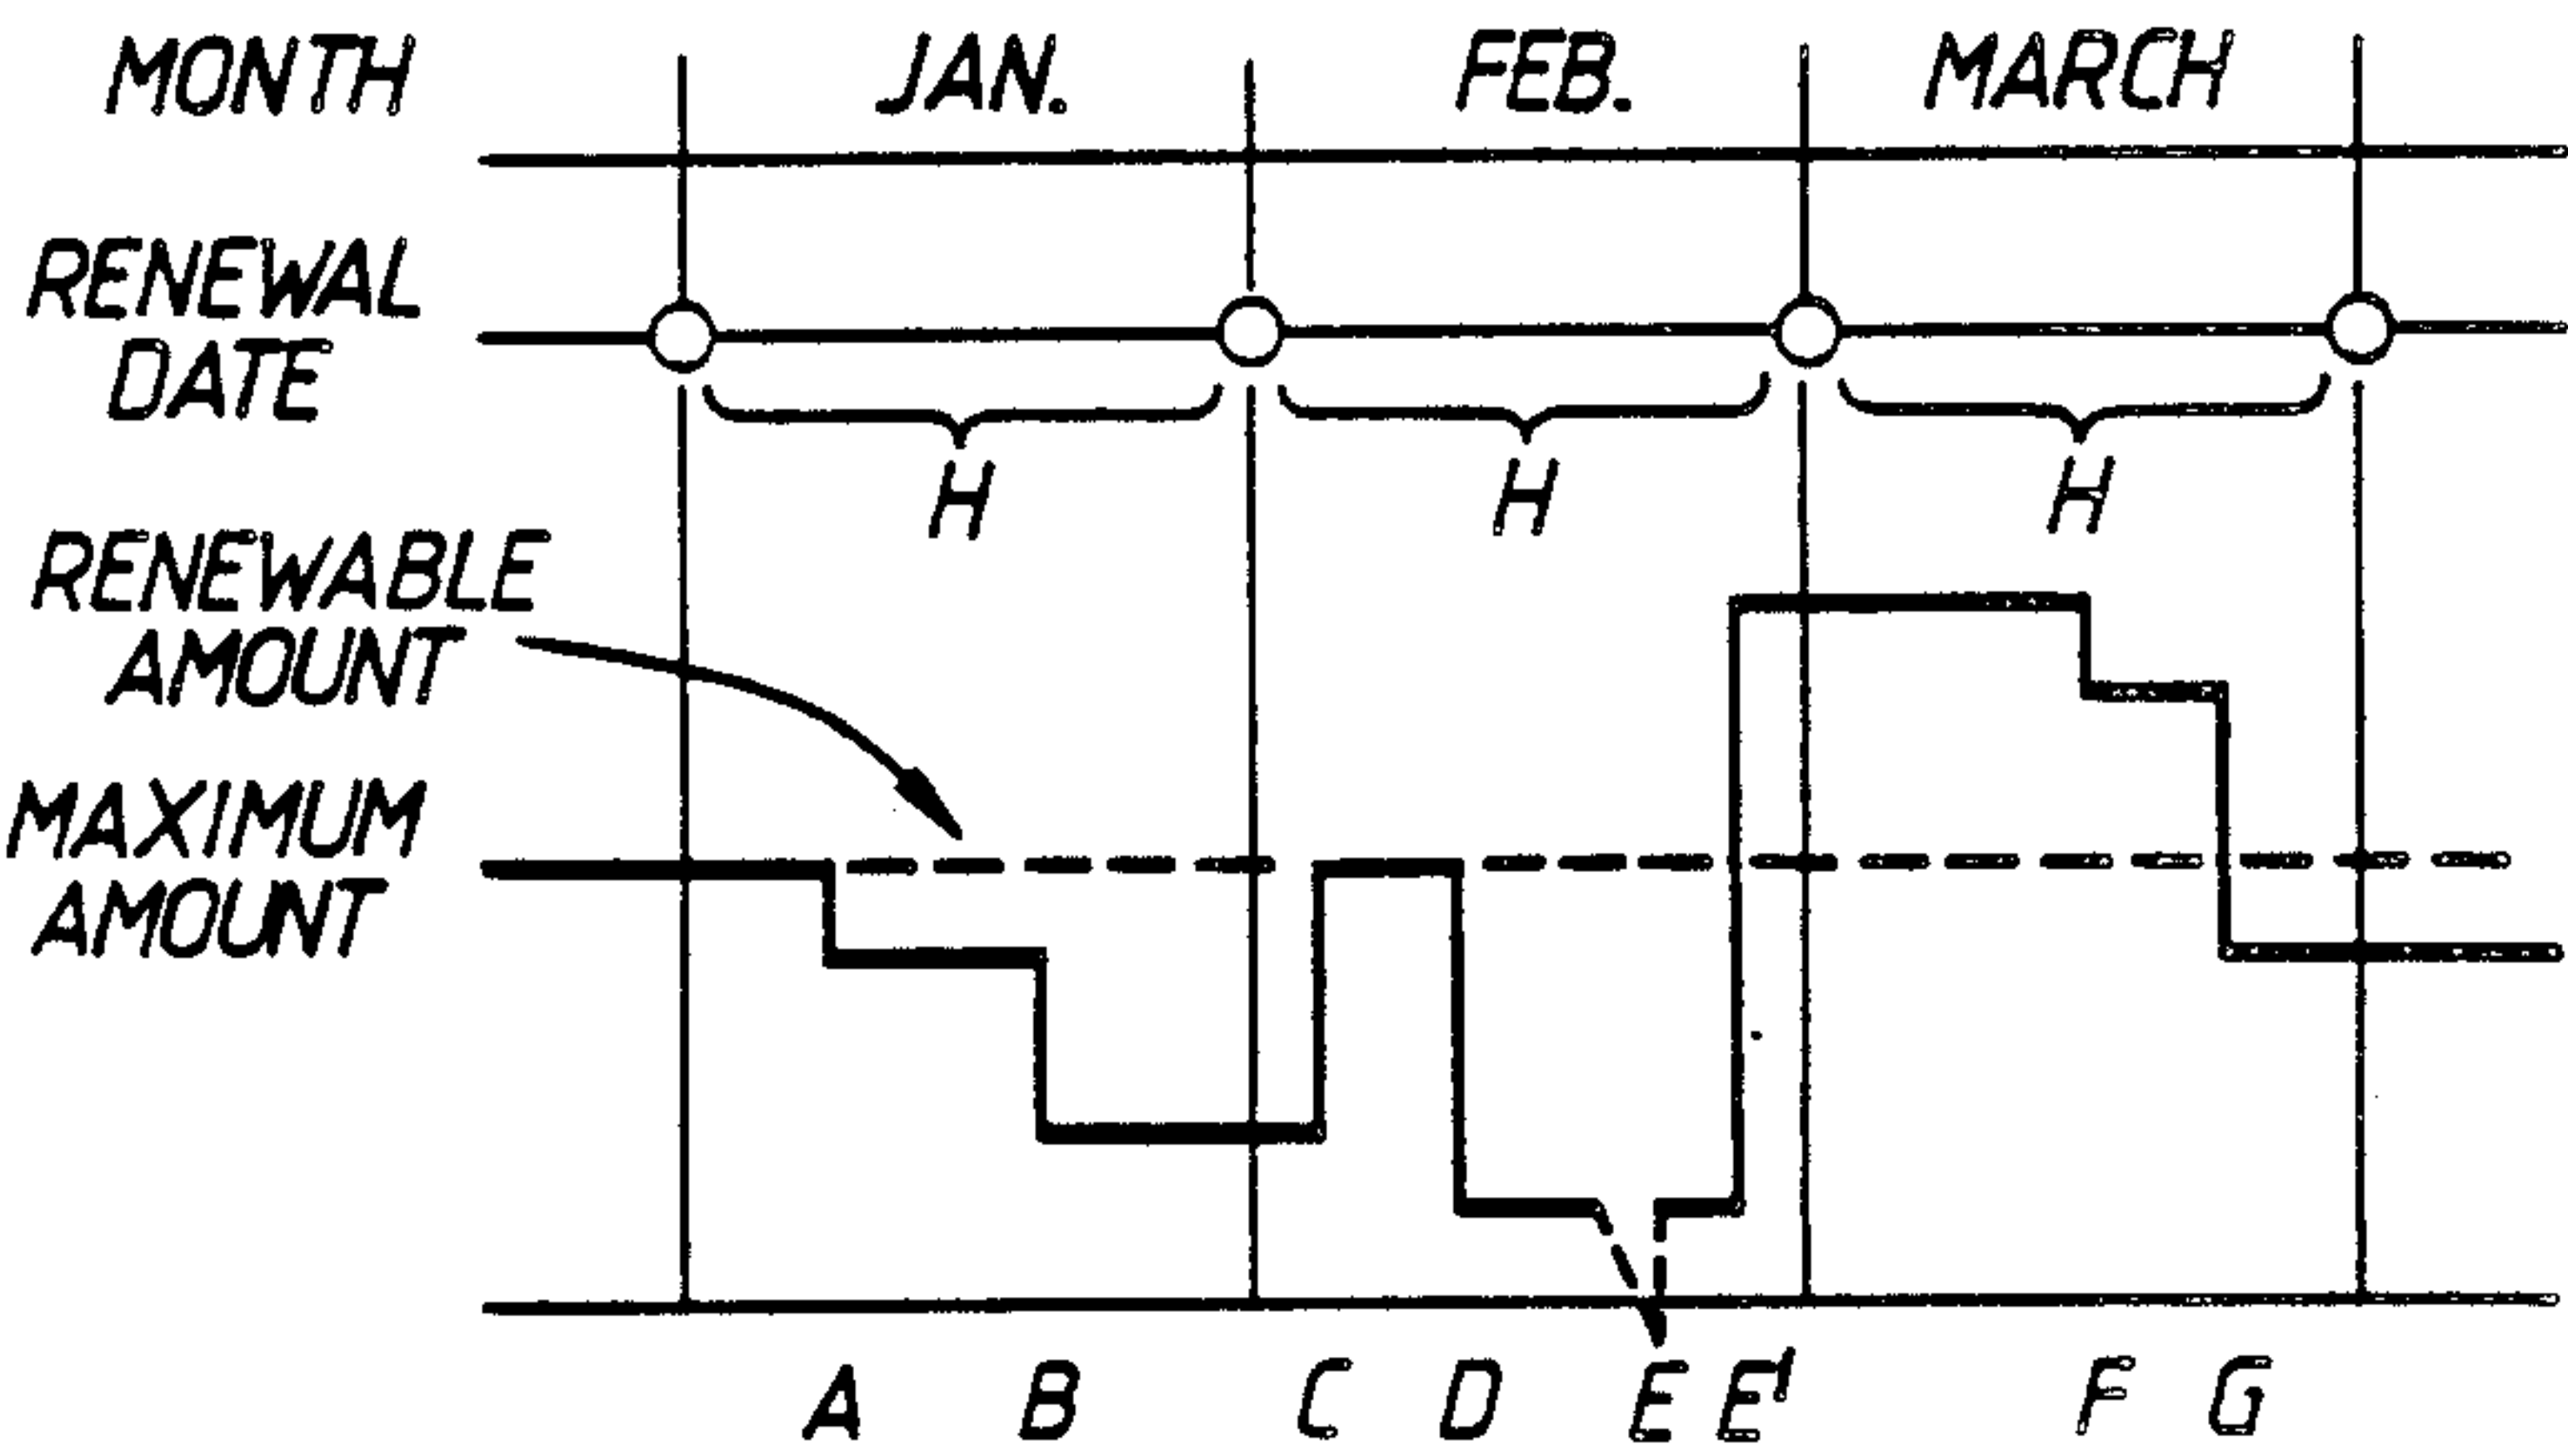 MONTH JAN. FEB. MARCH
RENEWAL
DATE
H H H
RENEWABLE
AMOUNT
MAXIMUM
AMOUNT
A B C D E E' F G